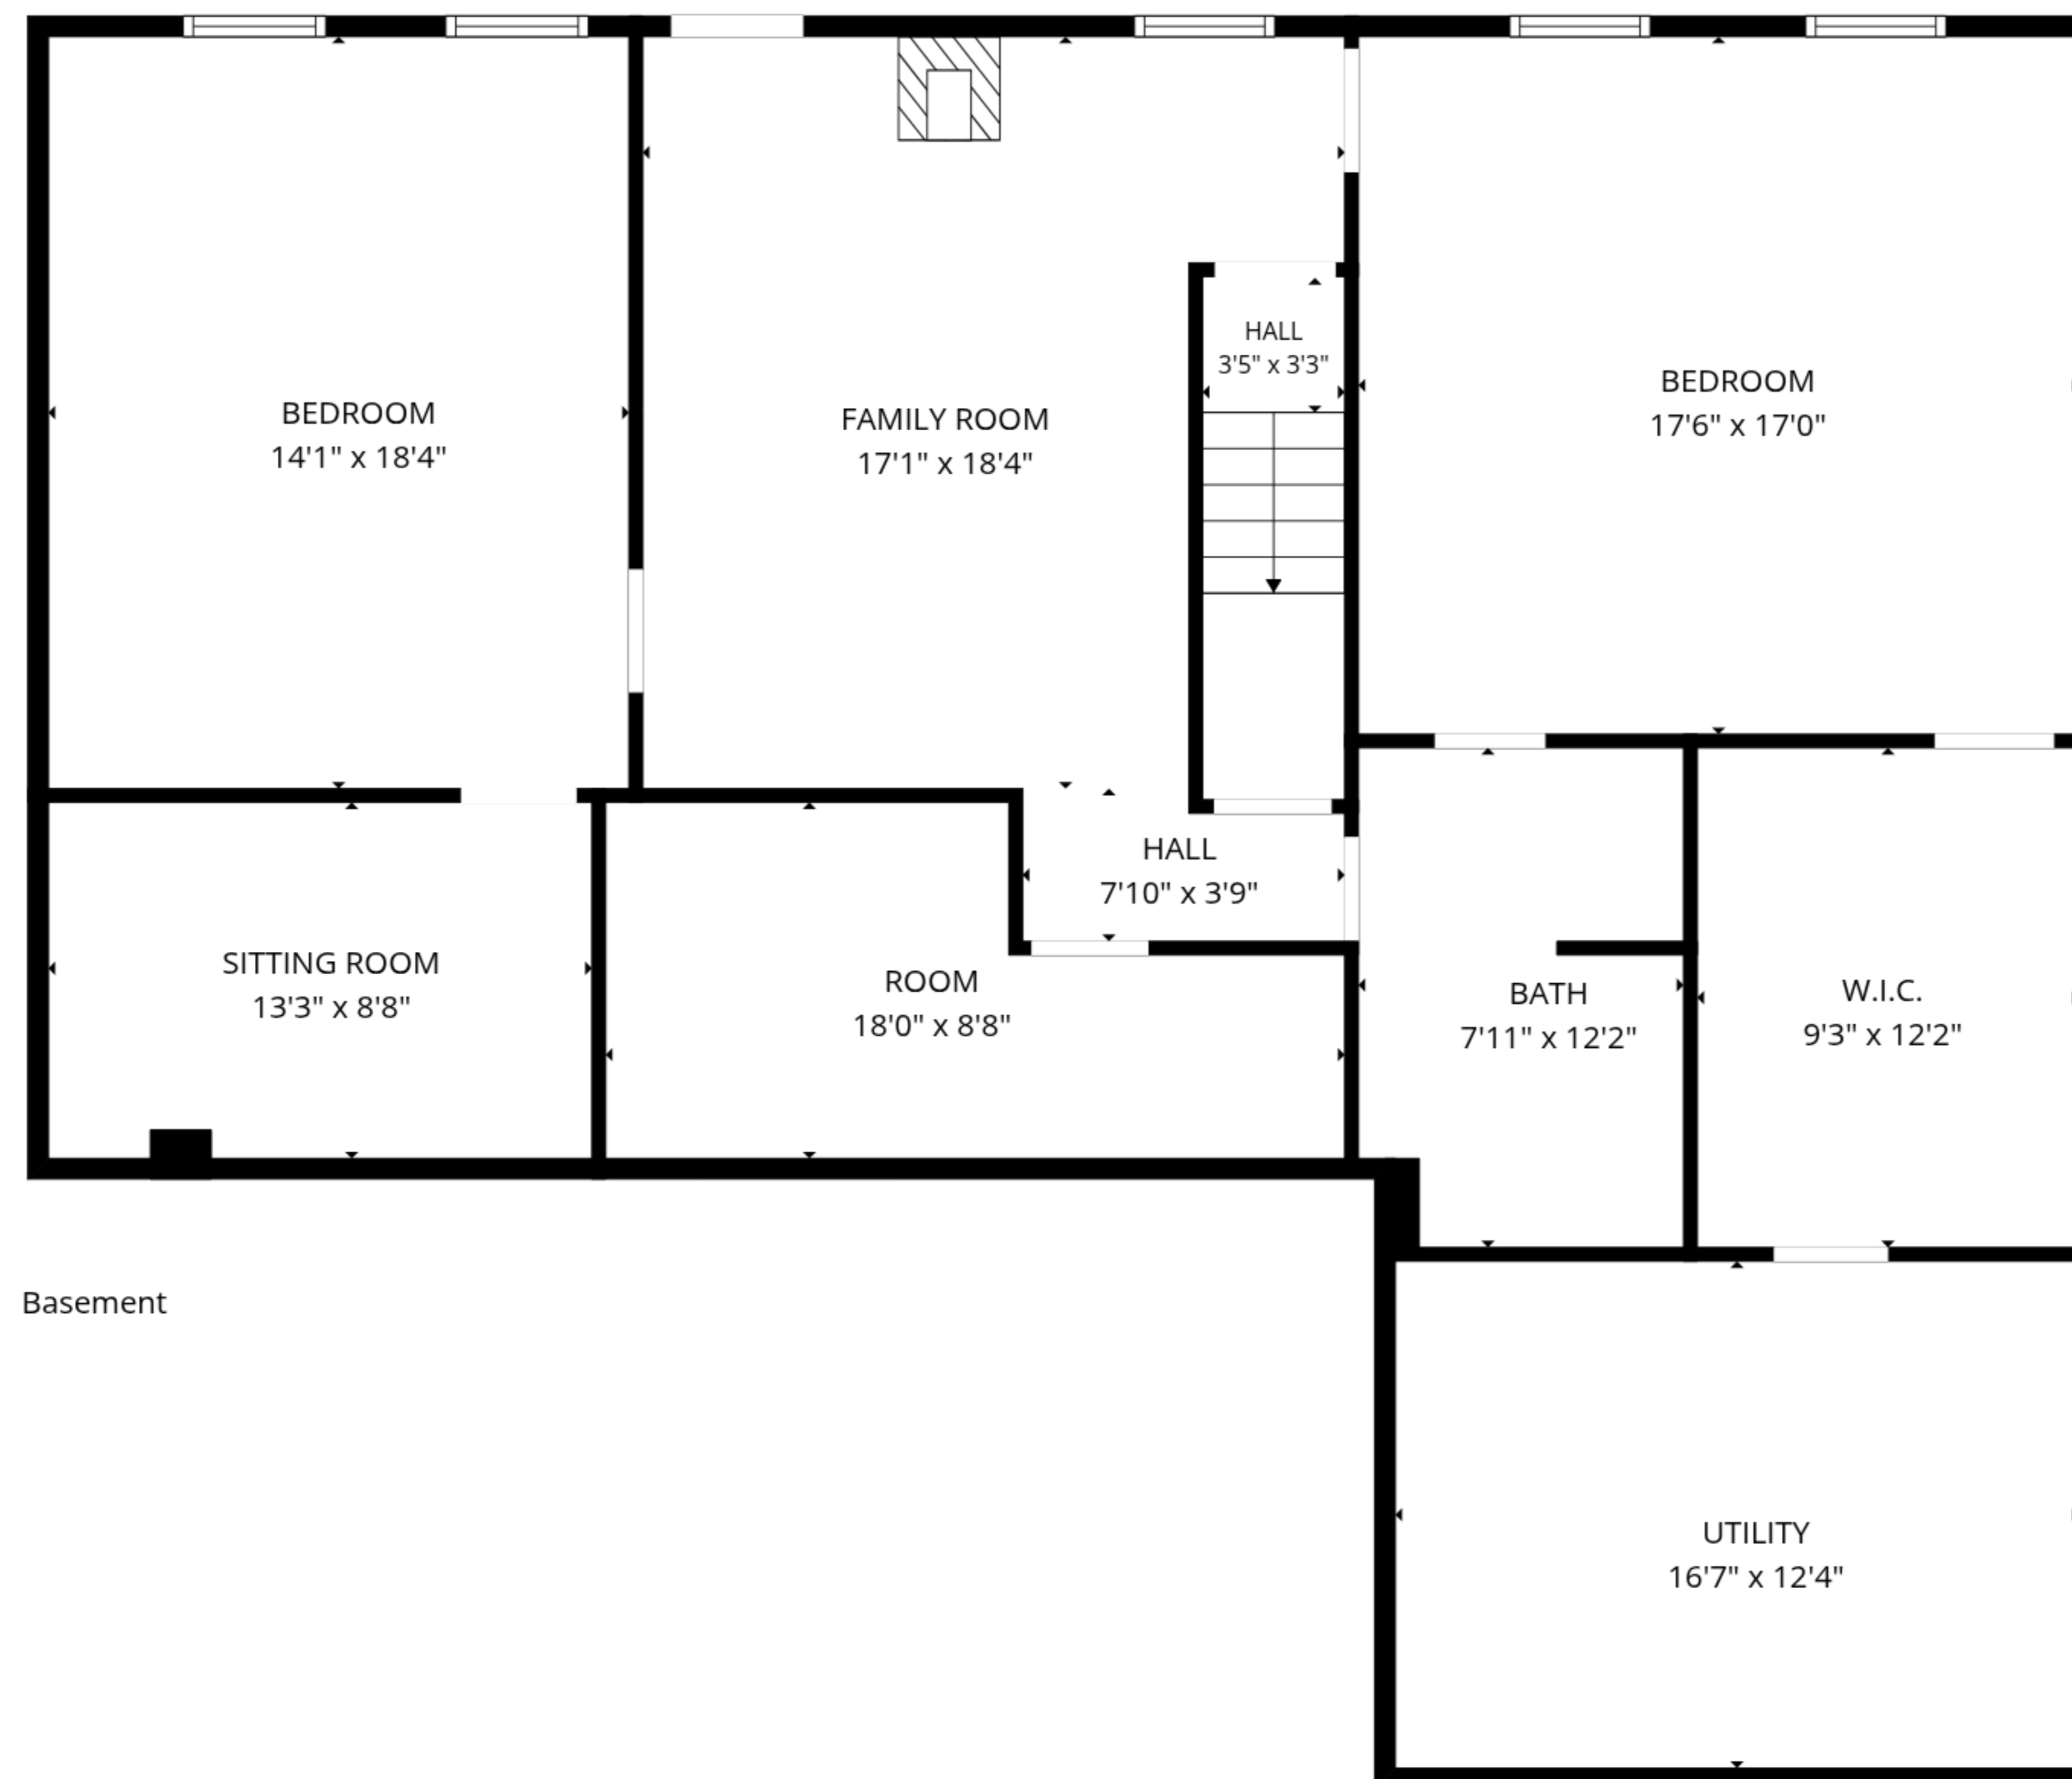 HALL
3'5" x 3'3"
BEDROOM
14'1" x 18'4"
FAMILY ROOM
17'1" x 18'4"
BEDROOM
17'6" x 17'0"
HALL
7'10" x 3'9"
SITTING ROOM
13'3" x 8'8"
ROOM
18'0" x 8'8"
BATH
7'11" x 12'2"
W.I.C.
9'3" x 12'2"
Basement
UTILITY
16'7" x 12'4"